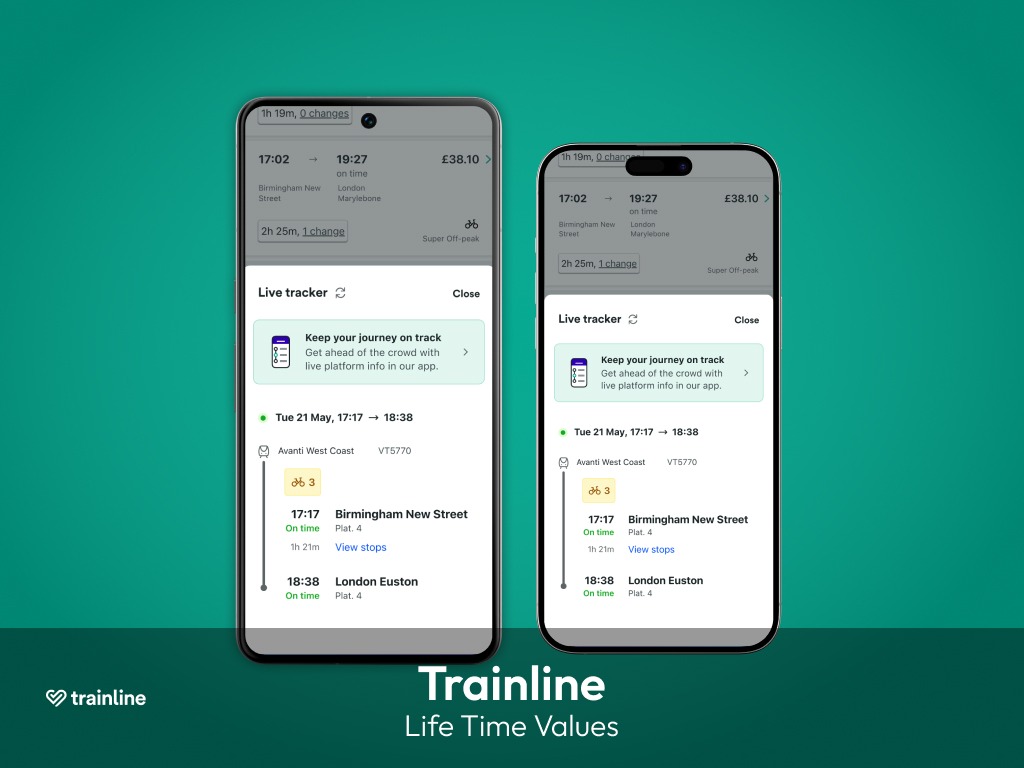 1h 19m, 0 changes
17:02 → 19:27 £38.10
on time
Birmingham New
Street
London
Marylebone
2h 25m, 1 change
Super Off-peak
Live tracker
Close
Keep your journey on track
Get ahead of the crowd with
live platform info in our app.
Tue 21 May, 17:17 → 18:38
Avanti West Coast VT5770
3
17:17 Birmingham New Street
On time Plat. 4
1h 21m View stops
18:38 London Euston
On time Plat. 4
1h 19m, 0 changes
17:02 → 19:27 £38.10
on time
Birmingham New
Street
London
Marylebone
2h 25m, 1 change
Super Off-peak
Live tracker
Close
Keep your journey on track
Get ahead of the crowd with
live platform info in our app.
Tue 21 May, 17:17 → 18:38
Avanti West Coast VT5770
3
17:17 Birmingham New Street
On time Plat. 4
1h 21m View stops
18:38 London Euston
On time Plat. 4
trainline
Trainline
Life Time Values